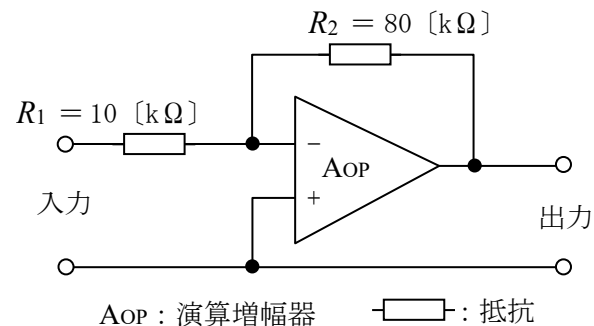 R2 = 80 〔kΩ〕
R1 = 10 〔kΩ〕
−
AOP
+
入力
出力
AOP:演算増幅器
:抵抗